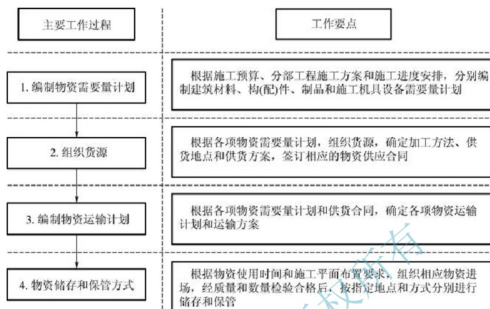 主要工作过程
工作要点
1. 编制物资需要量计划
根据施工预算、分部工程施工方案和施工进度安排，分别编
制建筑材料、构(配)件、制品和施工机具设备需要量计划
2. 组织货源
根据各项物资需要量计划，组织货源，确定加工方法、供
货地点和供货方案，签订相应的物资供应合同
3. 编制物资运输计划
根据各项物资需要量计划和供货合同，确定各项物资运输
计划和运输方案
4. 物资储存和保管方式
根据物资使用时间和施工平面布置要求，组织相应物资进
场，经质量和数量检验合格后，按指定地点和方式分别进行
储存和保管
权所有